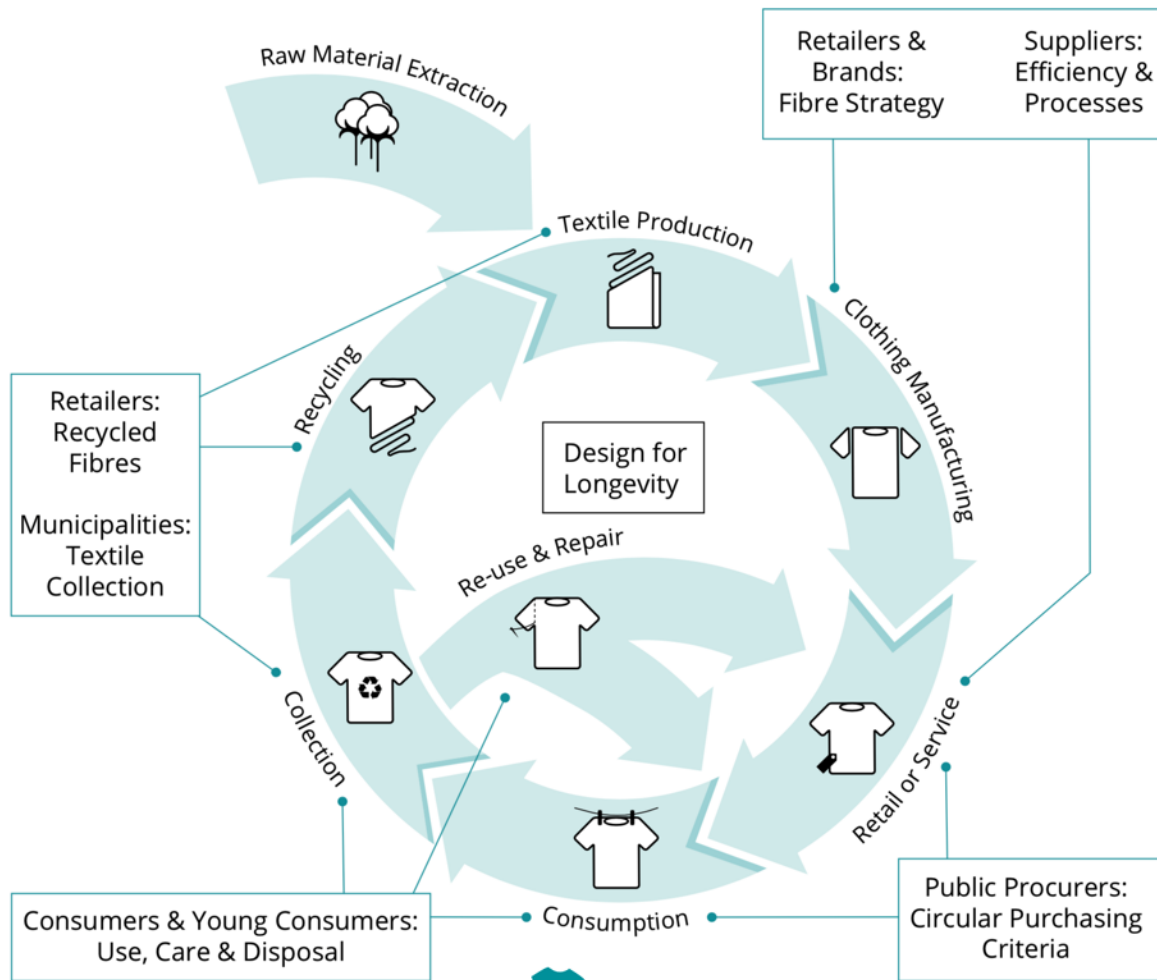 Raw Material Extraction
Retailers &
Brands:
Fibre Strategy
Suppliers:
Efficiency &
Processes
Textile Production
Clothing Manufacturing
Recycling
Retailers:
Recycled
Fibres
Municipalities:
Textile
Collection
Design for
Longevity
Re-use & Repair
Collection
Retail or Service
Consumption
Consumers & Young Consumers:
Use, Care & Disposal
Public Procurers:
Circular Purchasing
Criteria